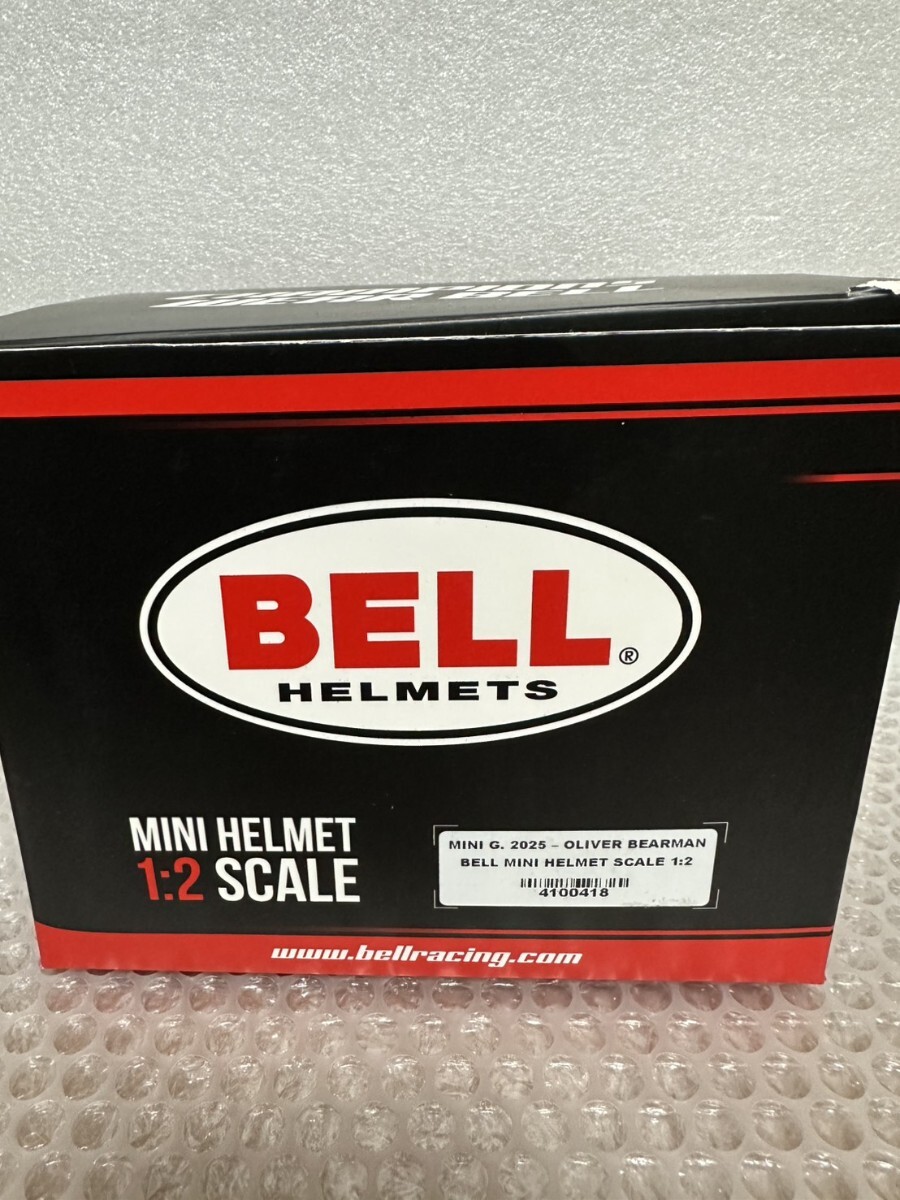 BELL®
HELMETS
MINI HELMET
1:2 SCALE
MINI G. 2025 – OLIVER BEARMAN
BELL MINI HELMET SCALE 1:2
4100418
www.bellracing.com